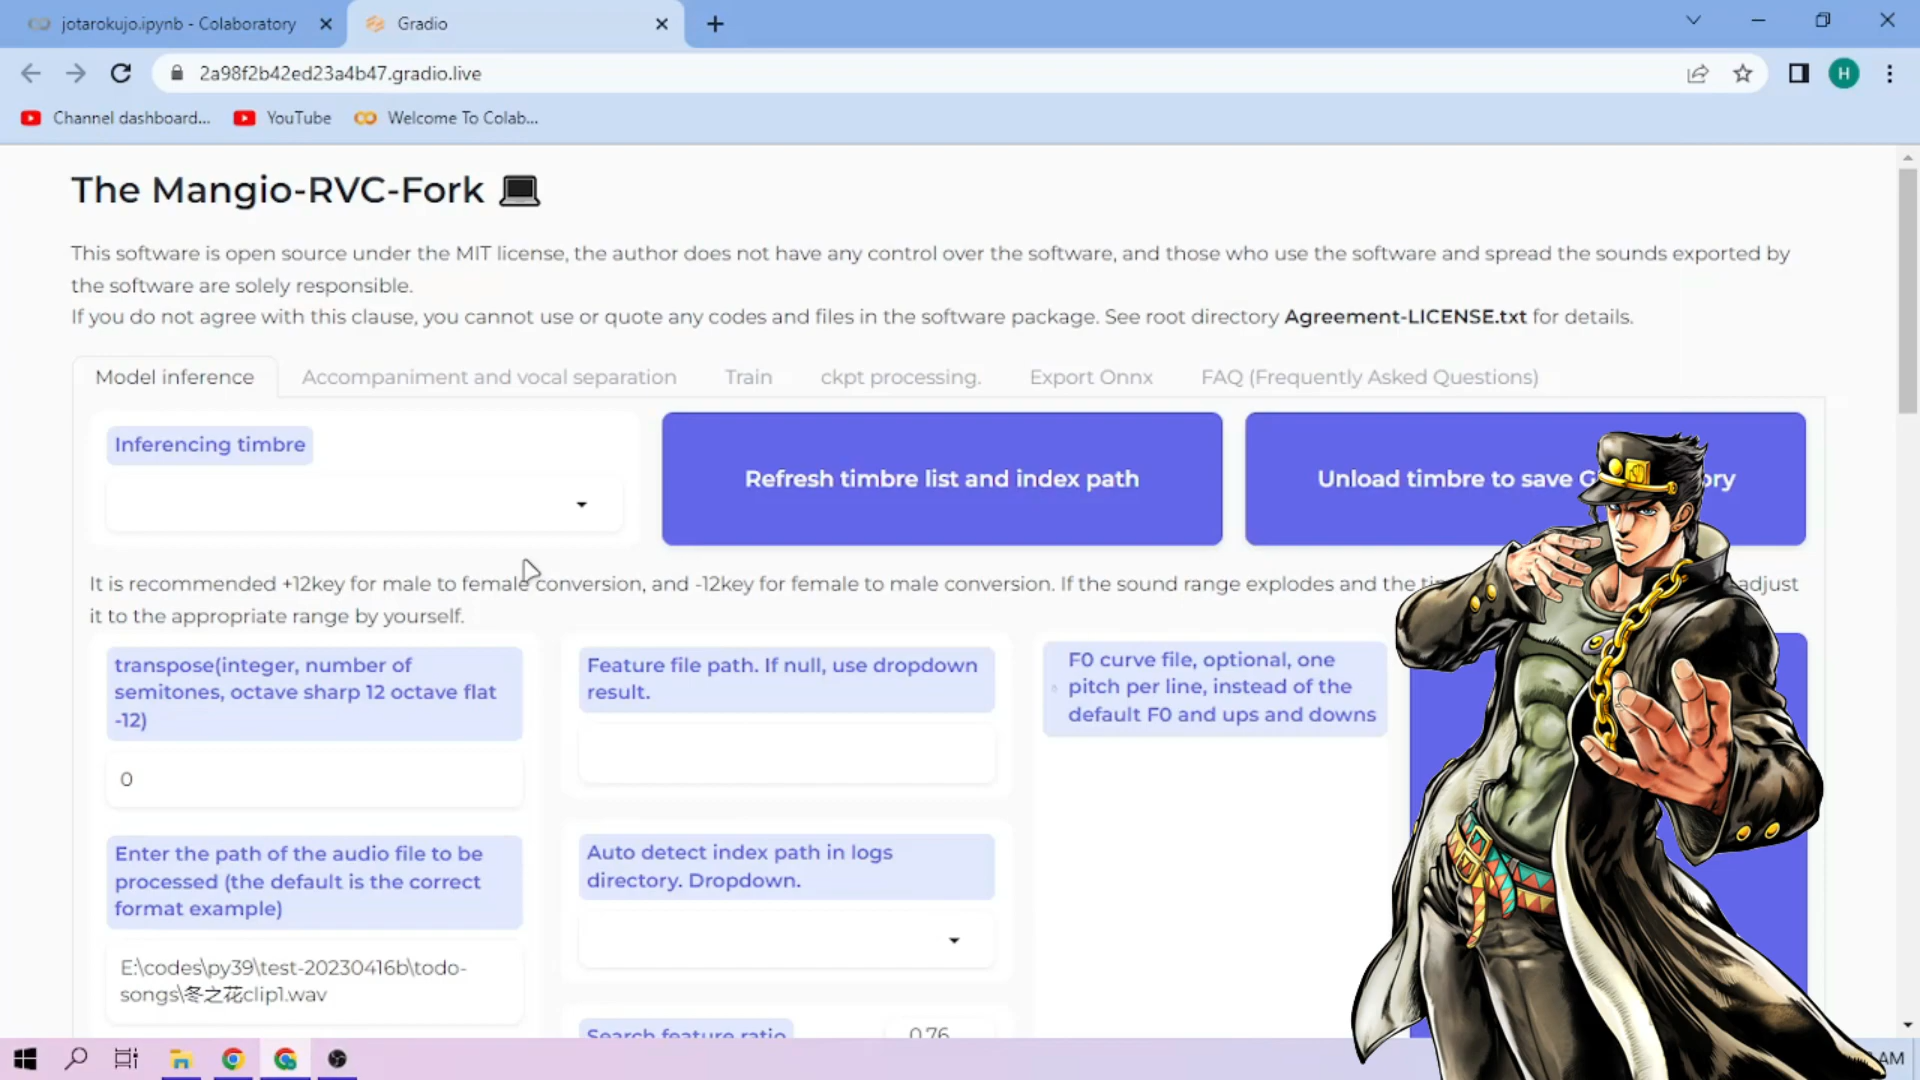 jotarokujo.ipynb - Colaboratory
Gradio
2a98f2b42ed23a4b47.gradio.live
H
Channel dashboard...
YouTube
Welcome To Colab...
The Mangio-RVC-Fork
This software is open source under the MIT license, the author does not have any control over the software, and those who use the software and spread the sounds exported by
the software are solely responsible.
If you do not agree with this clause, you cannot use or quote any codes and files in the software package. See root directory Agreement-LICENSE.txt for details.
Model inference
Accompaniment and vocal separation
Train
ckpt processing.
Export Onnx
FAQ (Frequently Asked Questions)
Inferencing timbre
Refresh timbre list and index path
Unload timbre to save
It is recommended +12key for male to female conversion, and -12key for female to male conversion. If the sound range explodes and the adjust
it to the appropriate range by yourself.
transpose(integer, number of
semitones, octave sharp 12 octave flat
-12)
0
Enter the path of the audio file to be
processed (the default is the correct
format example)
E:\codes\py39\test-20230416b\todo-
songs\冬之花clip1.wav
Feature file path. If null, use dropdown
result.
Auto detect index path in logs
directory. Dropdown.
Search feature ratio
0.76
F0 curve file, optional, one
pitch per line, instead of the
default F0 and ups and downs
AM